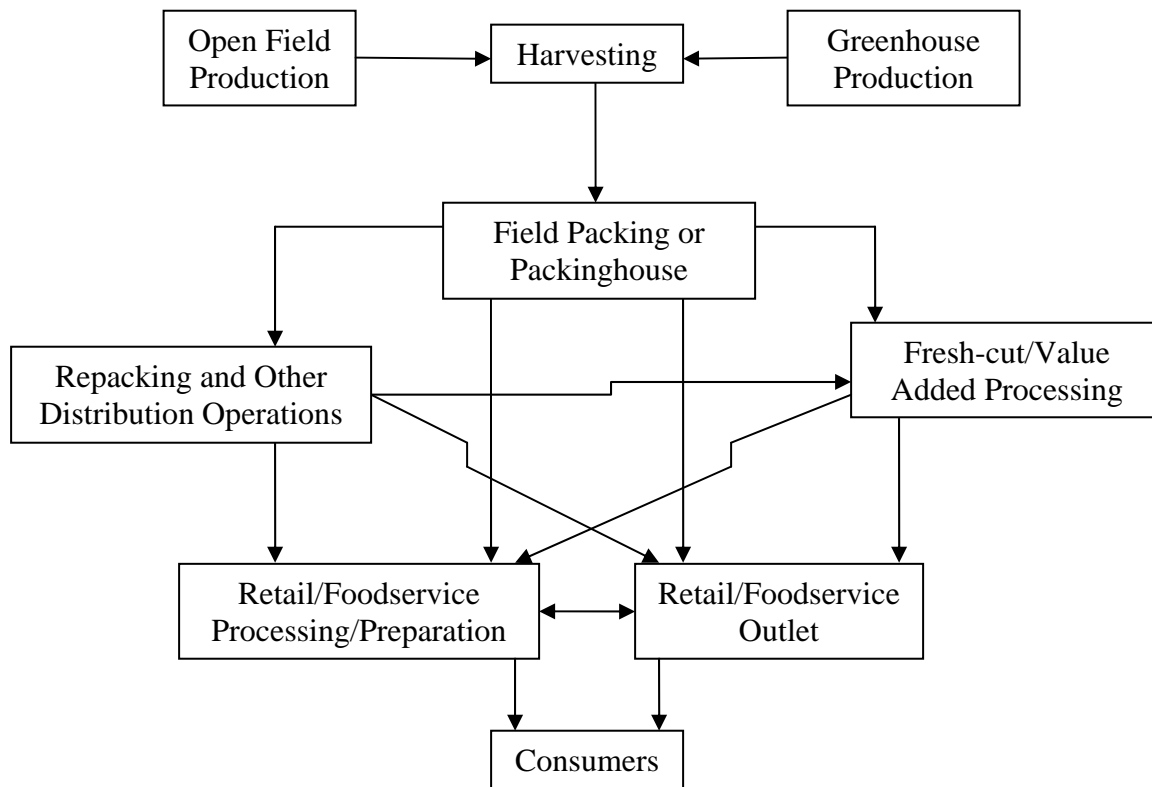 Open Field
Production
Harvesting
Greenhouse
Production
Field Packing or
Packinghouse
Repacking and Other
Distribution Operations
Fresh-cut/Value
Added Processing
Retail/Foodservice
Processing/Preparation
Retail/Foodservice
Outlet
Consumers